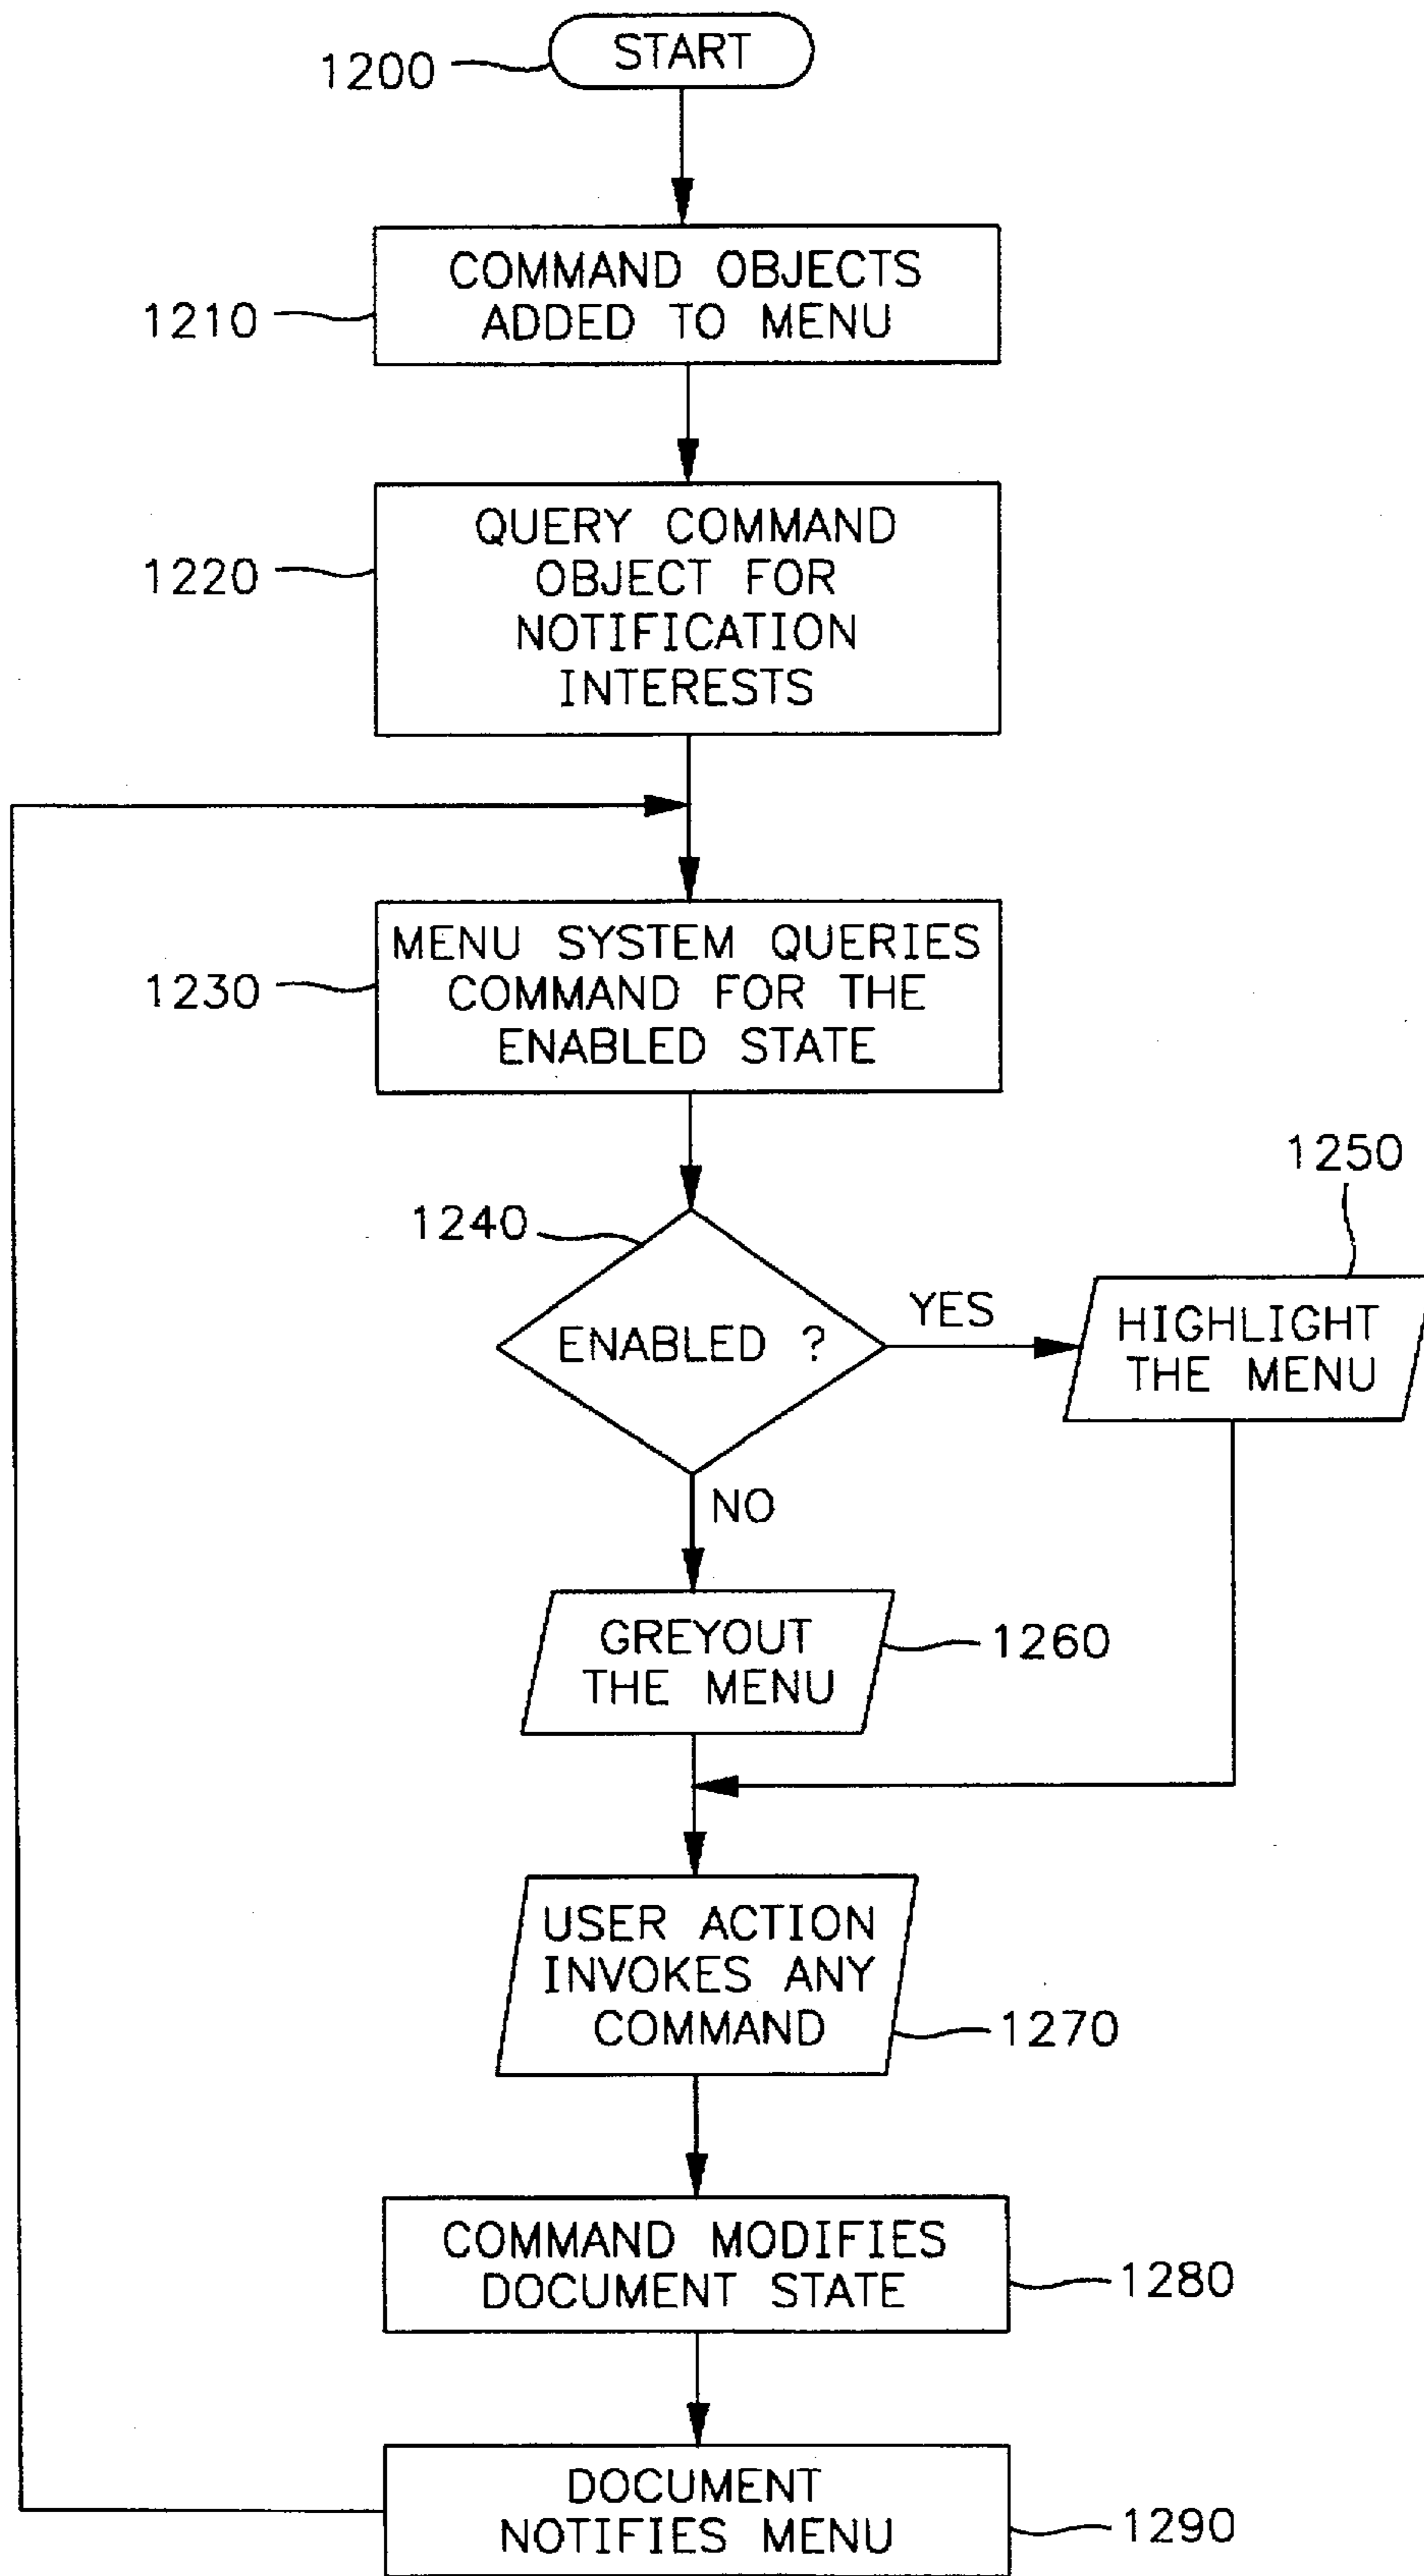 START
1200
COMMAND OBJECTS
ADDED TO MENU
1210
QUERY COMMAND
OBJECT FOR
NOTIFICATION
INTERESTS
1220
MENU SYSTEM QUERIES
COMMAND FOR THE
ENABLED STATE
1230
1240
ENABLED ?
YES
1250
HIGHLIGHT
THE MENU
NO
GREYOUT
THE MENU
1260
USER ACTION
INVOKES ANY
COMMAND
1270
COMMAND MODIFIES
DOCUMENT STATE
1280
DOCUMENT
NOTIFIES MENU
1290